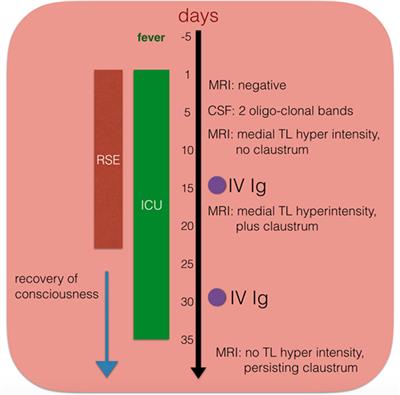 days
fever
-5
1
MRI: negative
5
CSF: 2 oligo-clonal bands
MRI: medial TL hyper intensity,
no claustrum
10
RSE
ICU
15
IV Ig
MRI: medial TL hyperintensity,
plus claustrum
20
25
recovery of
consciousness
30
IV Ig
35
MRI: no TL hyper intensity,
persisting claustrum